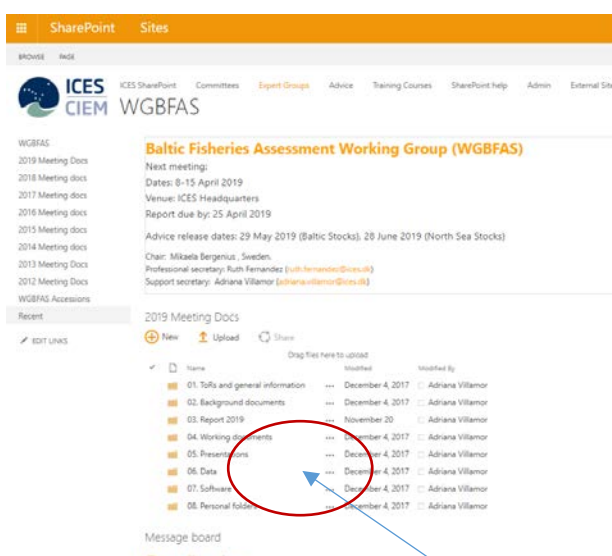 SharePoint Sites
BROWSE PAGE
ICES
CIEM
ICES SharePoint Committees Expert Groups Advice Training Courses SharePoint help Admin External Site
WGBFAS
WGBFAS
2019 Meeting Docs
2018 Meeting docs
2017 Meeting docs
2016 Meeting docs
2015 Meeting docs
2014 Meeting docs
2013 Meeting Docs
2012 Meeting Docs
WGBFAS Accessions
Recent
EDIT LINKS
Baltic Fisheries Assessment Working Group (WGBFAS)
Next meeting:
Dates: 8-15 April 2019
Venue: ICES Headquarters
Report due by: 25 April 2019
Advice release dates: 29 May 2019 (Baltic Stocks), 28 June 2019 (North Sea Stocks)
Chair: Mikaela Bergenius , Sweden.
Professional secretary: Ruth Fernandez (ruth.fernandez@ices.dk)
Support secretary: Adriana Villamor (adriana.villamor@ices.dk)
2019 Meeting Docs
New Upload Share
Drag files here to upload
Name Modified Modified By
01. ToRs and general information ... December 4, 2017 Adriana Villamor
02. Background documents ... December 4, 2017 Adriana Villamor
03. Report 2019 ... November 20 Adriana Villamor
04. Working documents ... December 4, 2017 Adriana Villamor
05. Presentations ... December 4, 2017 Adriana Villamor
06. Data ... December 4, 2017 Adriana Villamor
07. Software ... December 4, 2017 Adriana Villamor
08. Personal folders ... December 4, 2017 Adriana Villamor
Message board